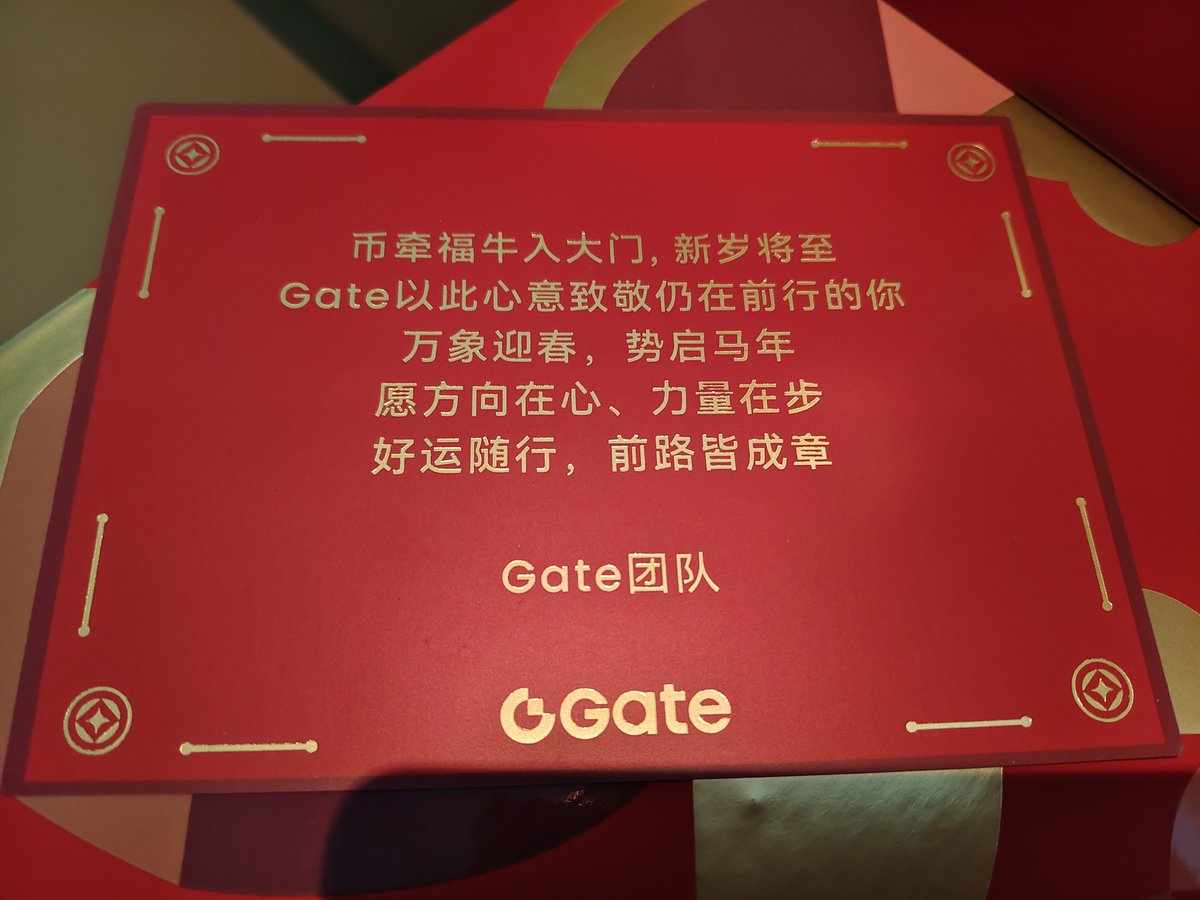 币牵福牛入大门，新岁将至
Gate以此心意致敬仍在前行的你
万象迎春，势启马年
愿方向在心、力量在步
好运随行，前路皆成章
Gate团队
Gate